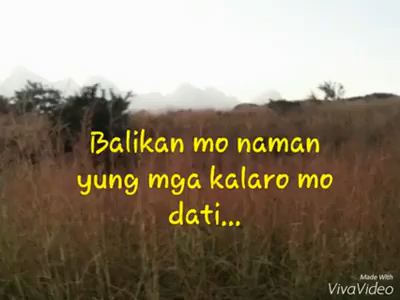 Balikan mo naman
yung mga kalaro mo
dati...
Made With
VivaVideo